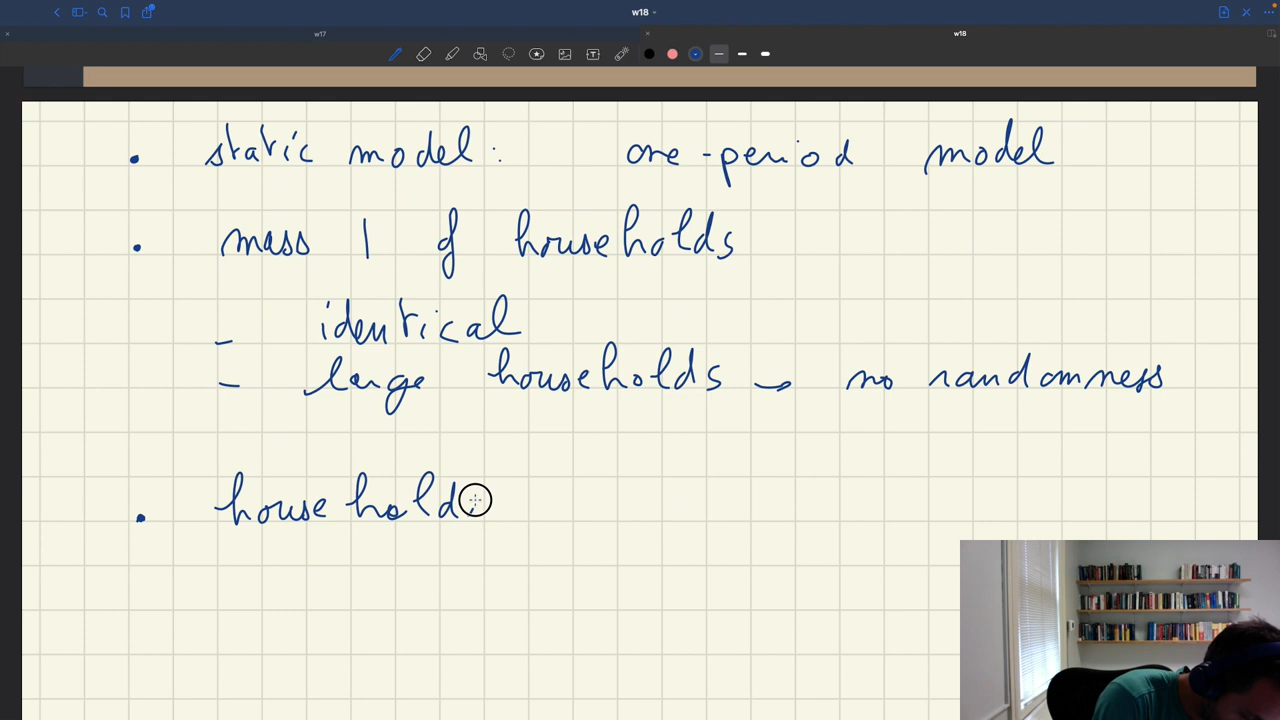 w18
w17
w18
• static model: one-period model
• mass 1 of households
- identical
- large households → no randomness
• household